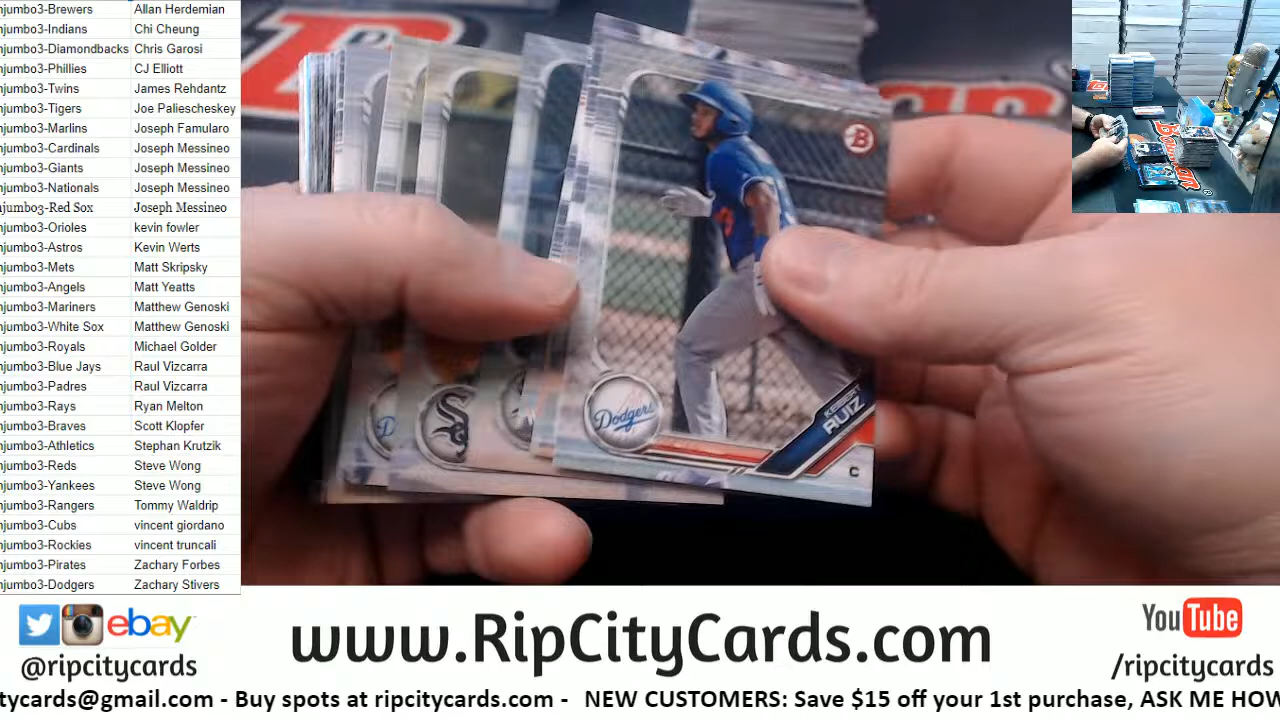 njumbo3-Brewers Allan Herdemian
njumbo3-Indians Chi Cheung
njumbo3-Diamondbacks Chris Garosi
njumbo3-Phillies CJ Elliott
njumbo3-Twins James Rehdantz
njumbo3-Tigers Joe Paliescheskey
njumbo3-Marlins Joseph Famularo
njumbo3-Cardinals Joseph Messineo
njumbo3-Giants Joseph Messineo
njumbo3-Nationals Joseph Messineo
njumbo3-Red Sox Joseph Messineo
njumbo3-Orioles kevin fowler
njumbo3-Astros Kevin Werts
njumbo3-Mets Matt Skripsky
njumbo3-Angels Matt Yeatts
njumbo3-Mariners Matthew Genoski
njumbo3-White Sox Matthew Genoski
njumbo3-Royals Michael Golder
njumbo3-Blue Jays Raul Vizcarra
njumbo3-Padres Raul Vizcarra
njumbo3-Rays Ryan Melton
njumbo3-Braves Scott Klopfer
njumbo3-Athletics Stephan Krutzik
njumbo3-Reds Steve Wong
njumbo3-Yankees Steve Wong
njumbo3-Rangers Tommy Waldrip
njumbo3-Cubs vincent giordano
njumbo3-Rockies vincent truncali
njumbo3-Pirates Zachary Forbes
njumbo3-Dodgers Zachary Stivers
B
Dodgers
KEIBERT
RUIZ
C
Sox
Bowman
ebay
@ripcitycards
www.RipCityCards.com
YouTube
/ripcitycards
tycards@gmail.com - Buy spots at ripcitycards.com - NEW CUSTOMERS: Save $15 off your 1st purchase, ASK ME HOW